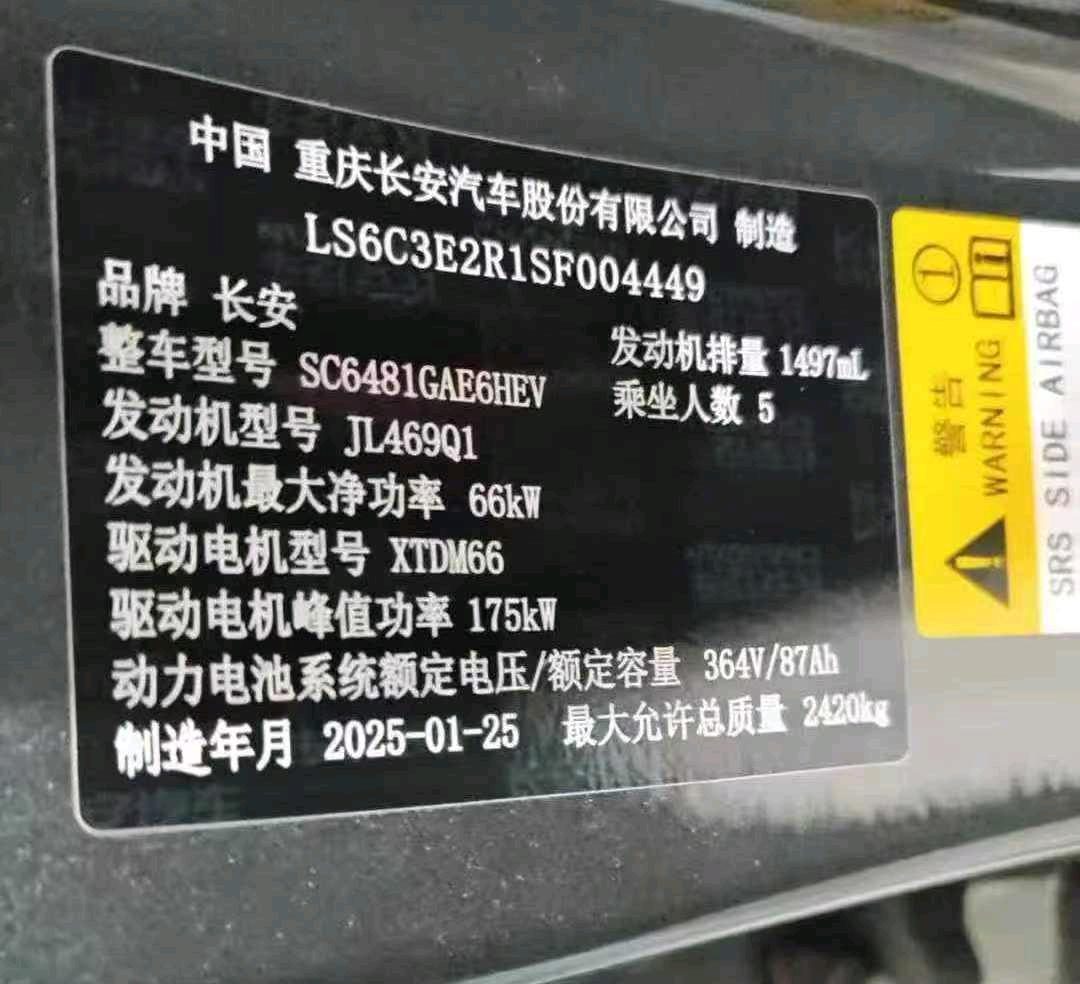 中国 重庆长安汽车股份有限公司 制造
LS6C3E2R1SF004449
品牌 长安
整车型号 SC6481GAE6HEV 发动机排量 1497mL
发动机型号 JL469Q1 乘坐人数 5
发动机最大净功率 66kW
驱动电机型号 XTDM66
驱动电机峰值功率 175kW
动力电池系统额定电压/额定容量 364V/87Ah
制造年月 2025-01-25 最大允许总质量 2420kg
①
警告
WARNING
SRS SIDE AIRBAG